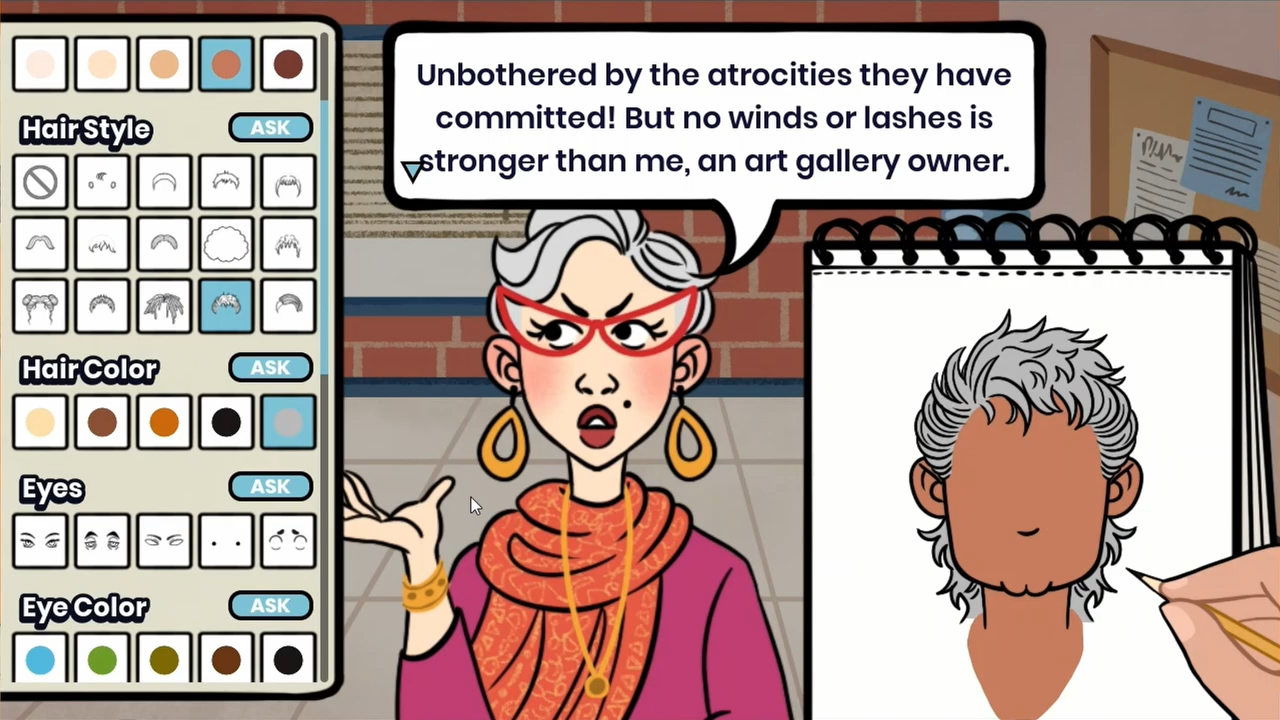 Unbothered by the atrocities they have
committed! But no winds or lashes is
stronger than me, an art gallery owner.
Hair Style
ASK
Hair Color
ASK
Eyes
ASK
Eye Color
ASK